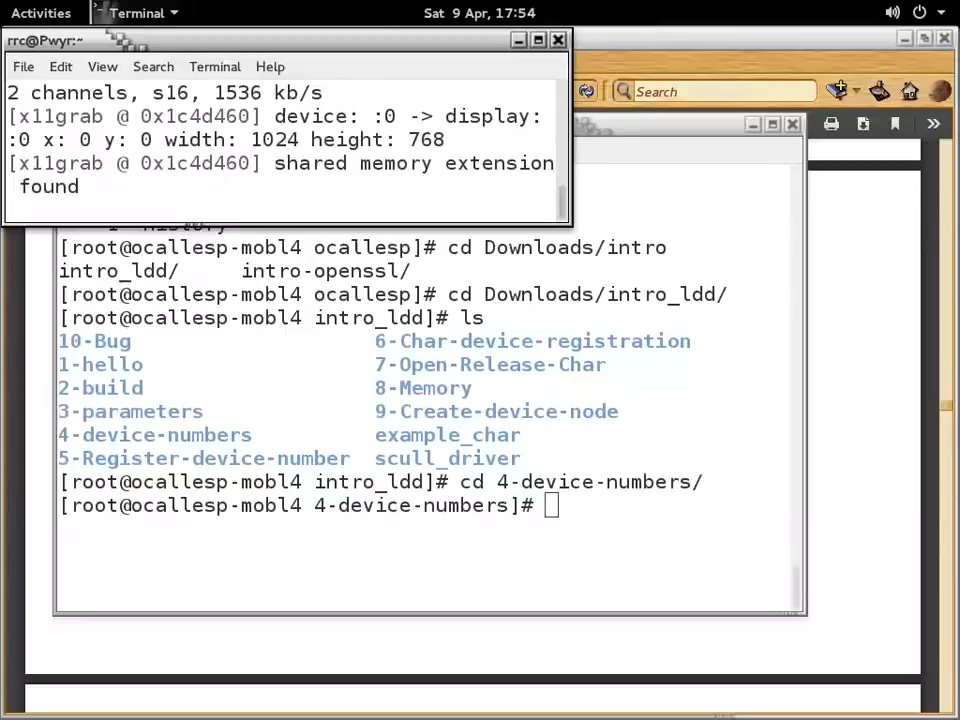 Activities
Terminal
Sat 9 Apr, 17:54
rrc@Pwyr:~
File Edit View Search Terminal Help
2 channels, s16, 1536 kb/s
[x11grab @ 0x1c4d460] device: :0 -> display:
:0 x: 0 y: 0 width: 1024 height: 768
[x11grab @ 0x1c4d460] shared memory extension
found
Search
[root@ocallesp-mobl4 ocallesp]# cd Downloads/intro
intro_ldd/ intro-openssl/
[root@ocallesp-mobl4 ocallesp]# cd Downloads/intro_ldd/
[root@ocallesp-mobl4 intro_ldd]# ls
10-Bug 6-Char-device-registration
1-hello 7-Open-Release-Char
2-build 8-Memory
3-parameters 9-Create-device-node
4-device-numbers example_char
5-Register-device-number scull_driver
[root@ocallesp-mobl4 intro_ldd]# cd 4-device-numbers/
[root@ocallesp-mobl4 4-device-numbers]#